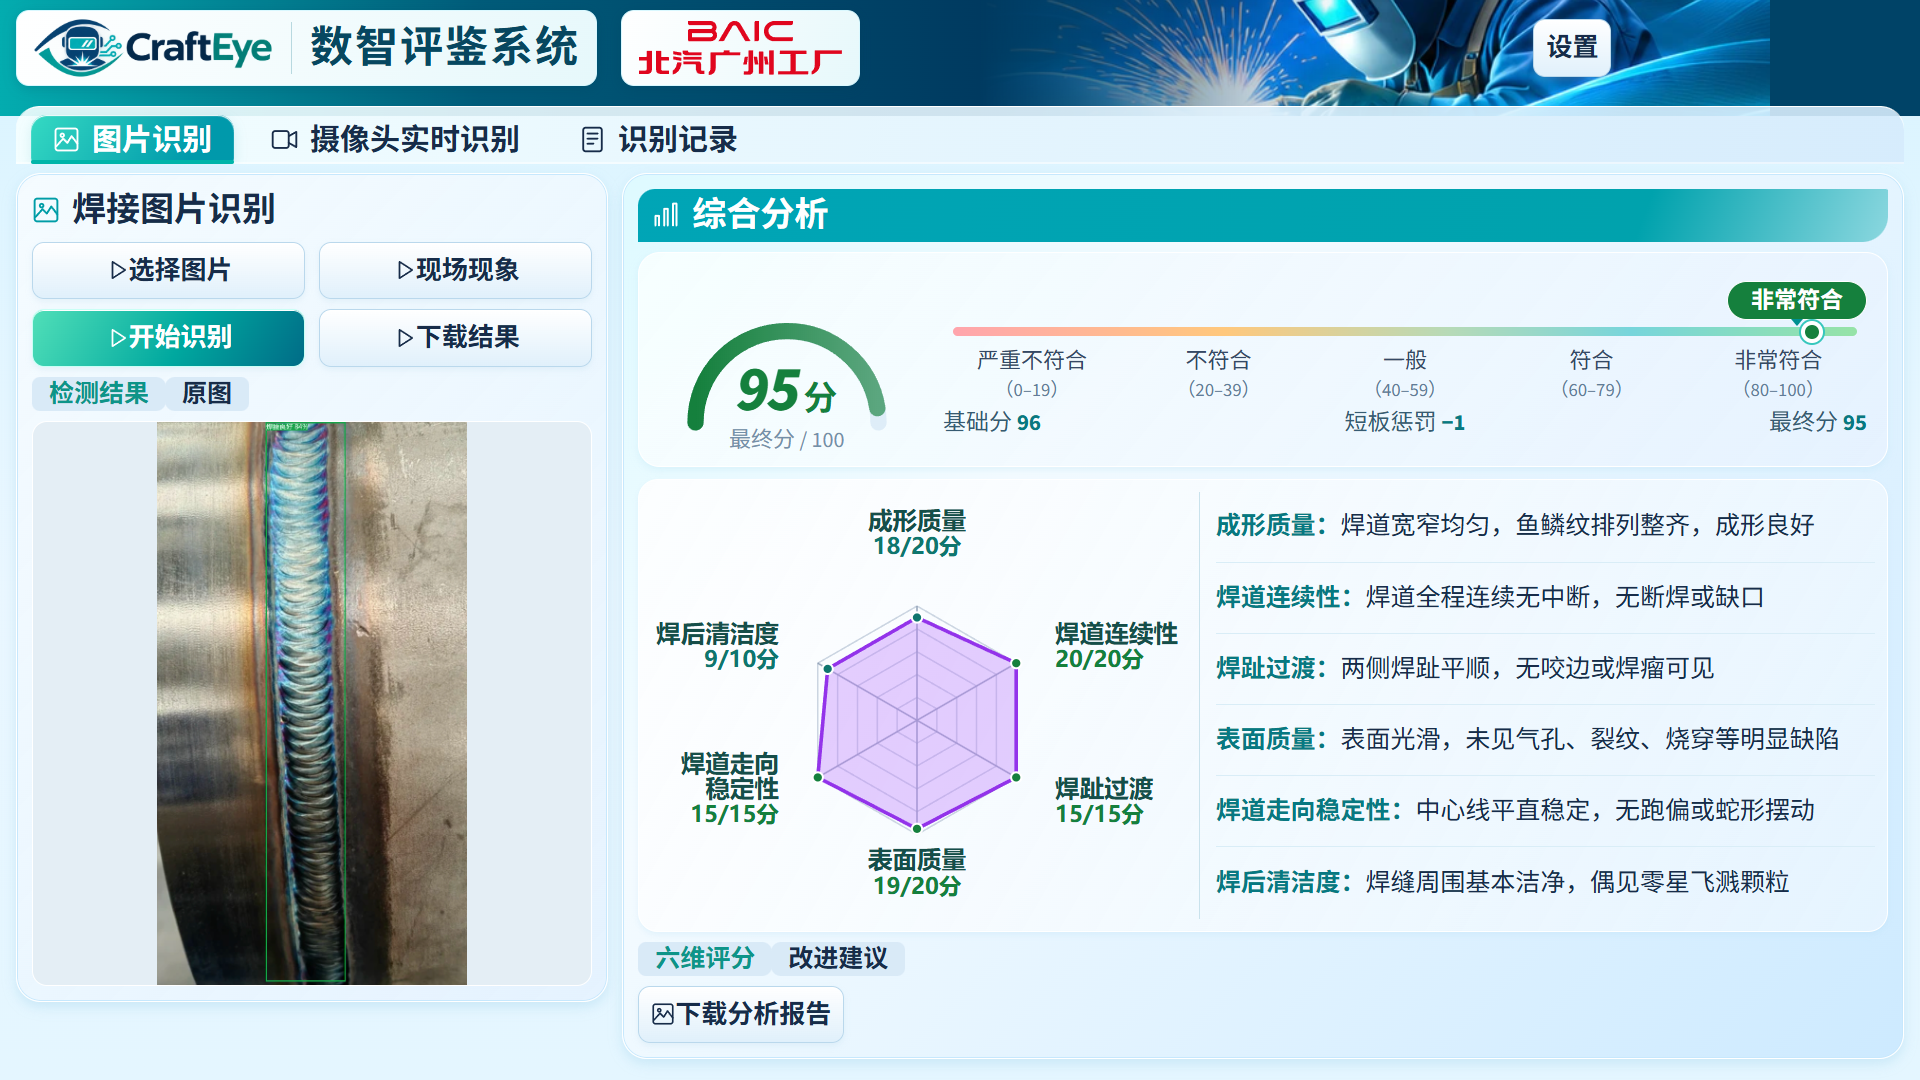 CraftEye 数智评鉴系统
BAIC
北汽广州工厂
设置
图片识别
摄像头实时识别
识别记录
焊接图片识别
选择图片
现场现象
开始识别
下载结果
检测结果
原图
综合分析
95分
最终分 / 100
非常符合
严重不符合
(0–19)
不符合
(20–39)
一般
(40–59)
符合
(60–79)
非常符合
(80–100)
基础分 96
短板惩罚 −1
最终分 95
成形质量
18/20分
焊道连续性
20/20分
焊趾过渡
15/15分
表面质量
19/20分
焊道走向
稳定性
15/15分
焊后清洁度
9/10分
成形质量：焊道宽窄均匀，鱼鳞纹排列整齐，成形良好
焊道连续性：焊道全程连续无中断，无断焊或缺口
焊趾过渡：两侧焊趾平顺，无咬边或焊瘤可见
表面质量：表面光滑，未见气孔、裂纹、烧穿等明显缺陷
焊道走向稳定性：中心线平直稳定，无跑偏或蛇形摆动
焊后清洁度：焊缝周围基本洁净，偶见零星飞溅颗粒
六维评分
改进建议
下载分析报告